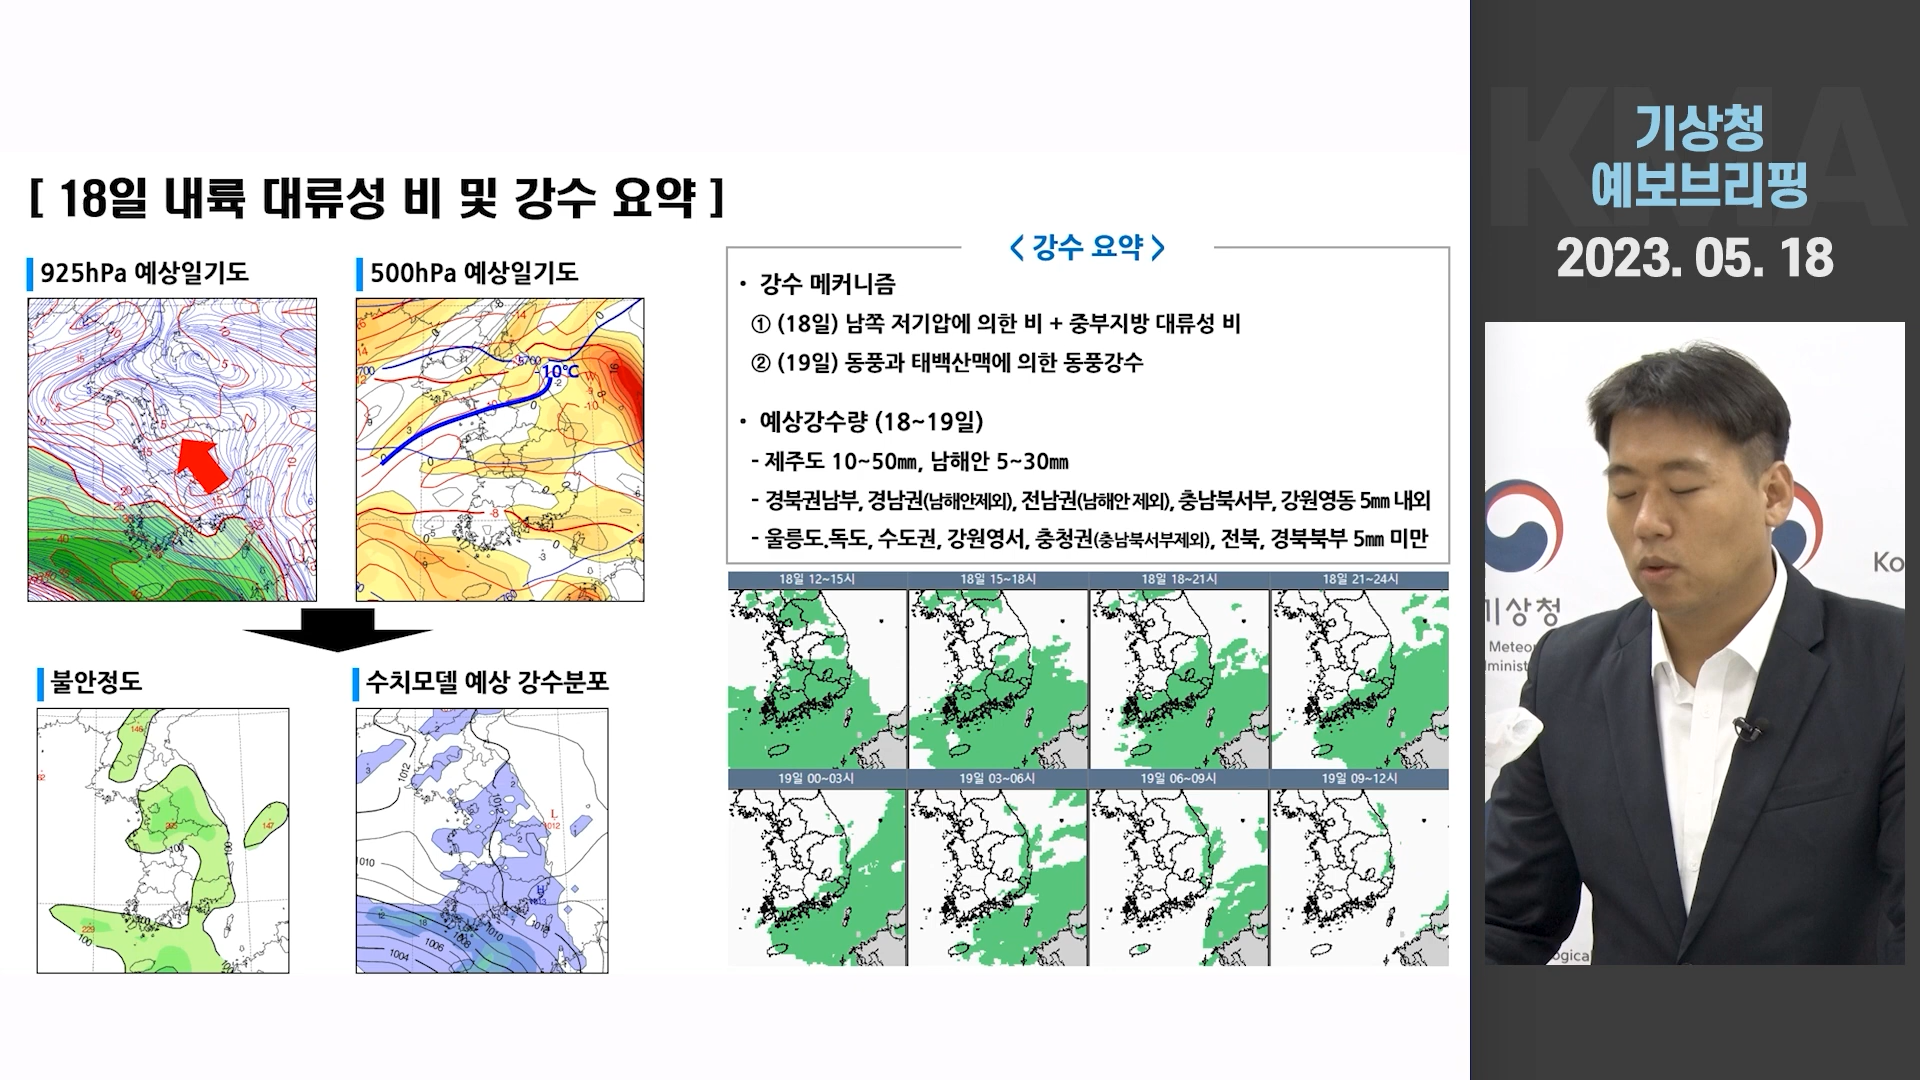 [ 18일 내륙 대류성 비 및 강수 요약 ]
925hPa 예상일기도
500hPa 예상일기도
-10℃
불안정도
수치모델 예상 강수분포
< 강수 요약 >
· 강수 메커니즘
① (18일) 남쪽 저기압에 의한 비 + 중부지방 대류성 비
② (19일) 동풍과 태백산맥에 의한 동풍강수
· 예상강수량 (18~19일)
- 제주도 10~50㎜, 남해안 5~30㎜
- 경북권남부, 경남권(남해안제외), 전남권(남해안 제외), 충남북서부, 강원영동 5㎜ 내외
- 울릉도.독도, 수도권, 강원영서, 충청권(충남북서부제외), 전북, 경북북부 5㎜ 미만
18일 12~15시
18일 15~18시
18일 18~21시
18일 21~24시
19일 00~03시
19일 03~06시
19일 06~09시
19일 09~12시
KMA
기상청
예보브리핑
2023. 05. 18
기상청
Ko